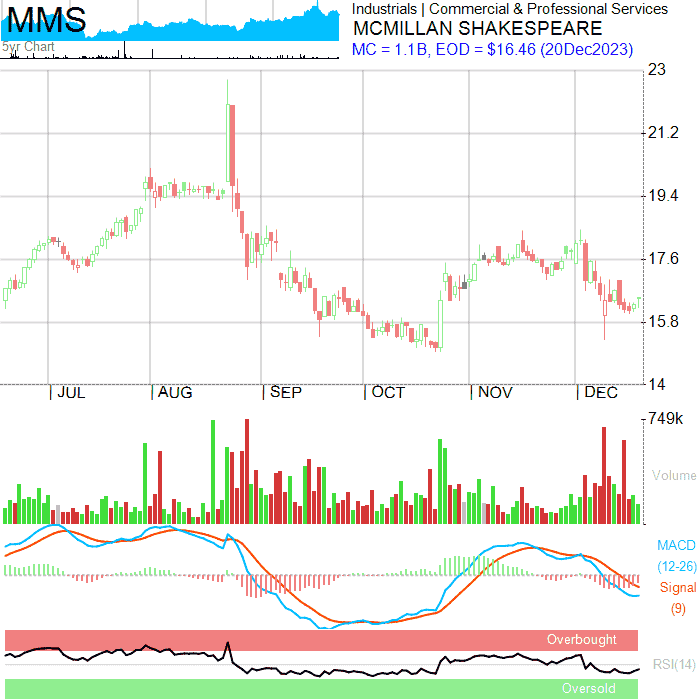 MMS
5yr Chart
Industrials | Commercial & Professional Services
MCMILLAN SHAKESPEARE
MC = 1.1B, EOD = $16.46 (20Dec2023)
23
21.2
19.4
17.6
15.8
14
| JUL | AUG | SEP | OCT | NOV | DEC
749k
Volume
MACD
(12-26)
Signal
(9)
Overbought
RSI(14)
Oversold